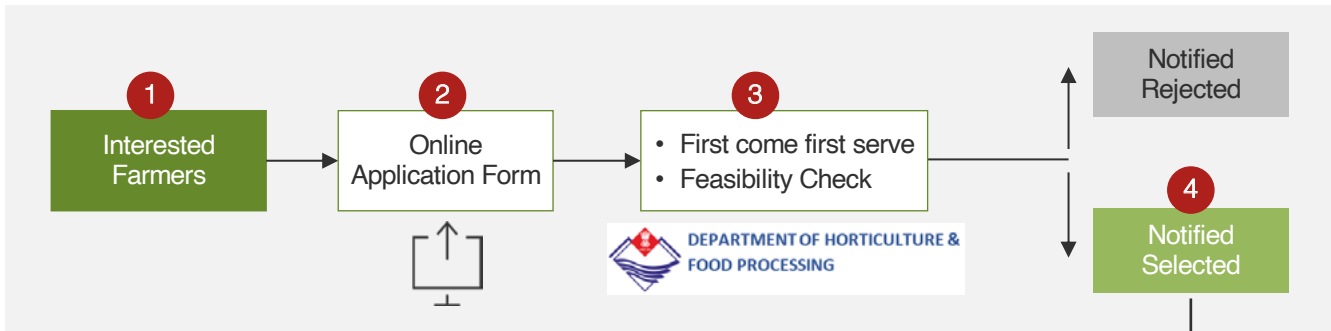 1
Interested
Farmers
2
Online
Application Form
3
• First come first serve
• Feasibility Check
DEPARTMENT OF HORTICULTURE &
FOOD PROCESSING
Notified
Rejected
4
Notified
Selected